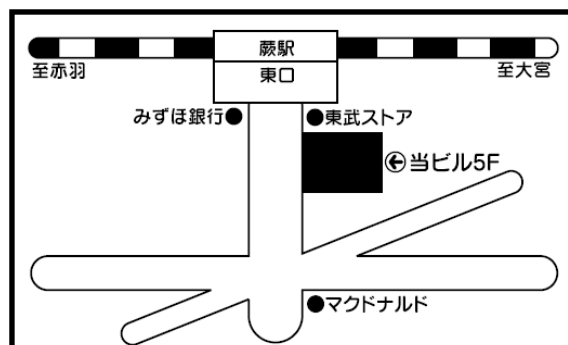 蕨駅
東口
至赤羽
至大宮
みずほ銀行●
●東武ストア
←当ビル5F
●マクドナルド